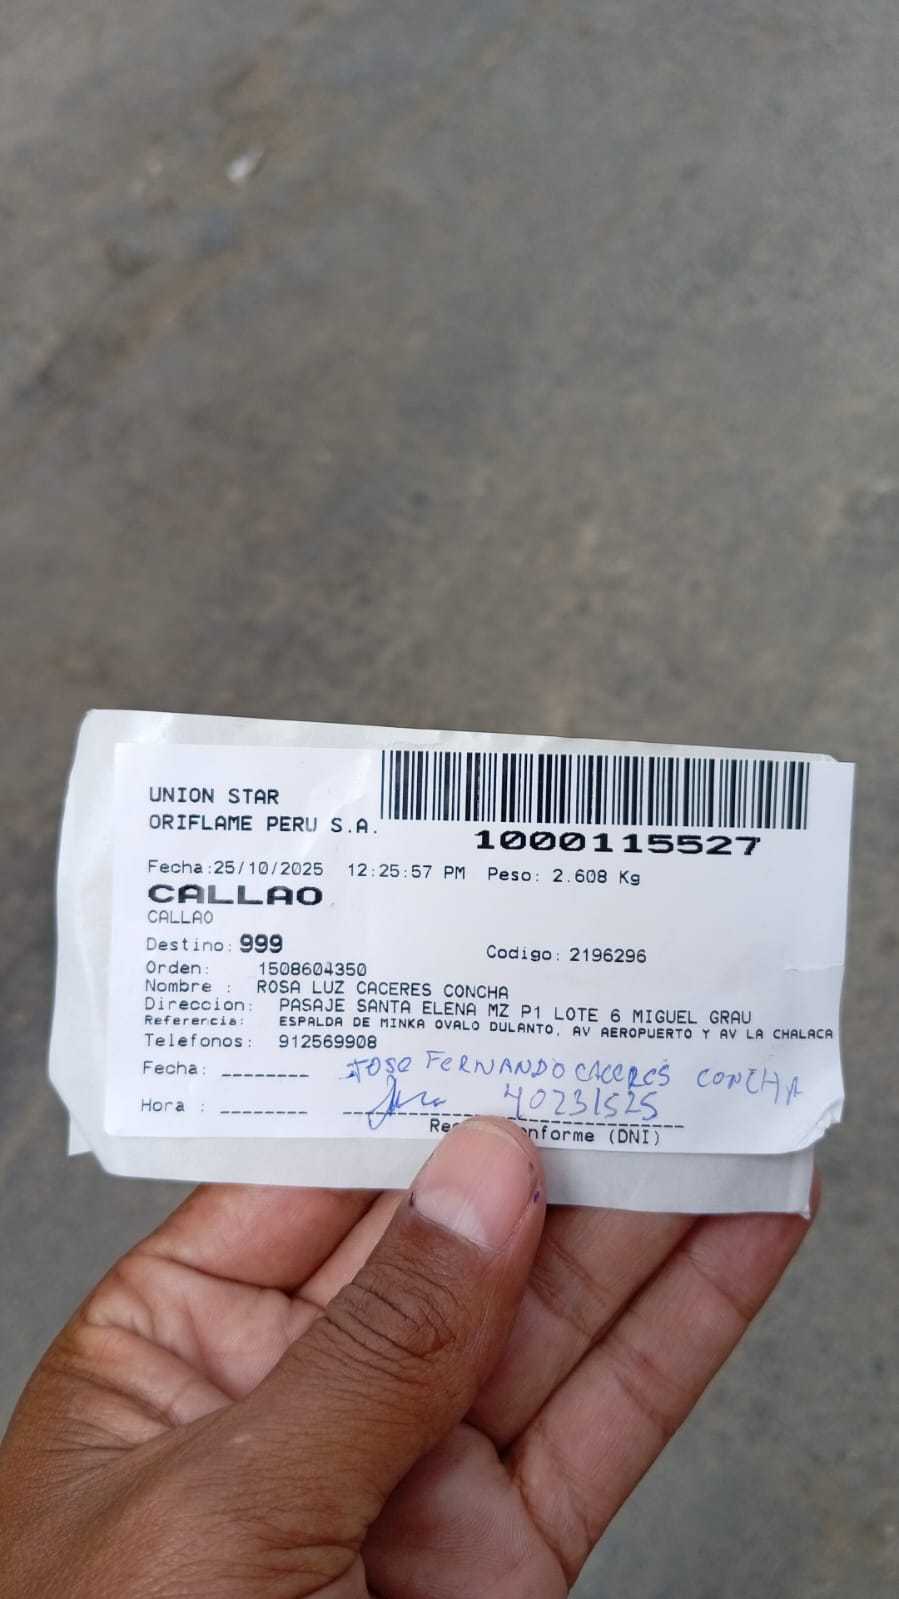 UNION STAR
ORIFLAME PERU S.A.
1000115527
Fecha:25/10/2025 12:25:57 PM Peso: 2.608 Kg
CALLAO
CALLAO
Destino: 999 Codigo: 2196296
Orden: 1508604350
Nombre : ROSA LUZ CACERES CONCHA
Direccion: PASAJE SANTA ELENA MZ P1 LOTE 6 MIGUEL GRAU
Referencia: ESPALDA DE MINKA OVALO DULANTO, AV AEROPUERTO Y AV LA CHALACA
Telefonos: 912569908
Fecha: ________ JOSE FERNANDO CACERES CONCHA
Hora : ________ 40231525
nforme (DNI)